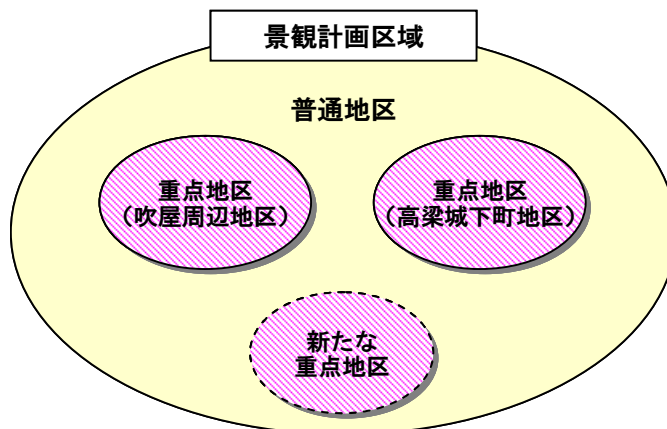 景観計画区域
普通地区
重点地区
（吹屋周辺地区）
重点地区
（高梁城下町地区）
新たな
重点地区